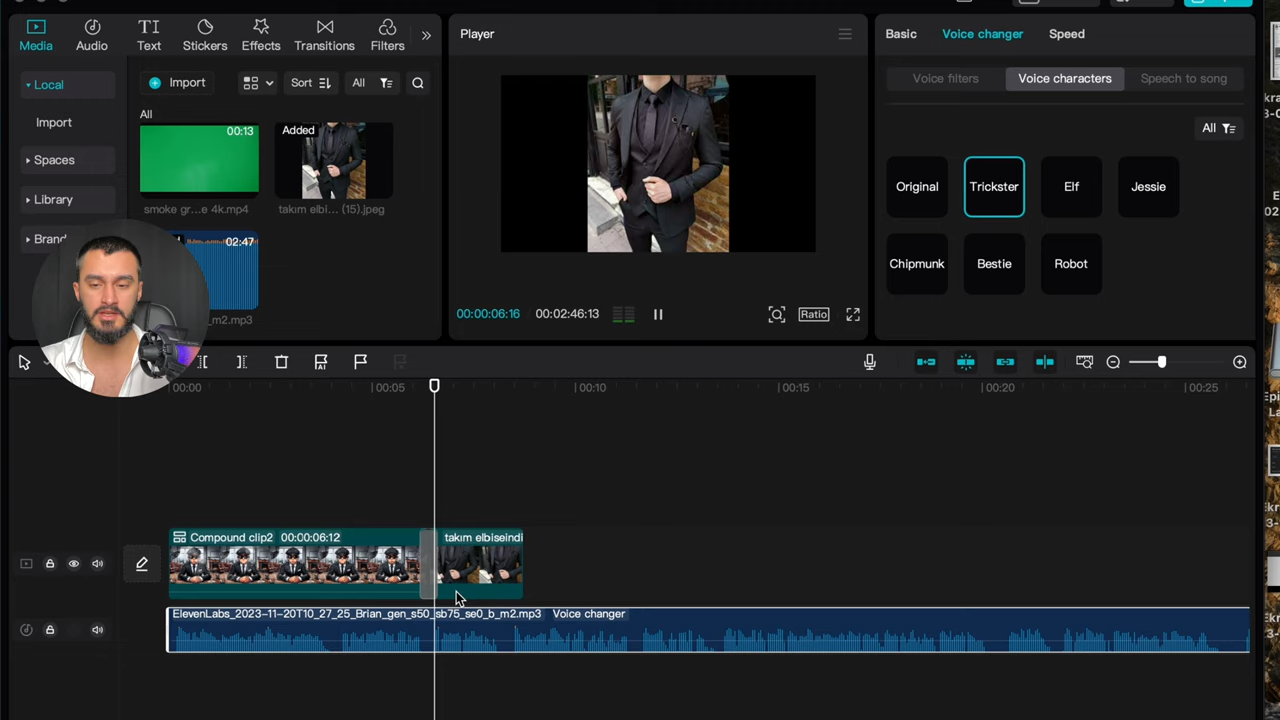 Media
Audio
Text
Stickers
Effects
Transitions
Filters
Player
Basic
Voice changer
Speed
Local
Import
Sort
All
Voice filters
Voice characters
Speech to song
Import
All
All
Spaces
00:13
Added
Library
smoke gr...e 4k.mp4
takım elbi... (15).jpeg
Original
Trickster
Elf
Jessie
Brand
02:47
Chipmunk
Bestie
Robot
_m2.mp3
00:00:06:16
00:02:46:13
Ratio
00:00
00:05
00:10
00:15
00:20
00:25
Compound clip2 00:00:06:12
takım elbiseindi
ElevenLabs_2023-11-20T10_27_25_Brian_gen_s50_sb75_se0_b_m2.mp3 Voice changer